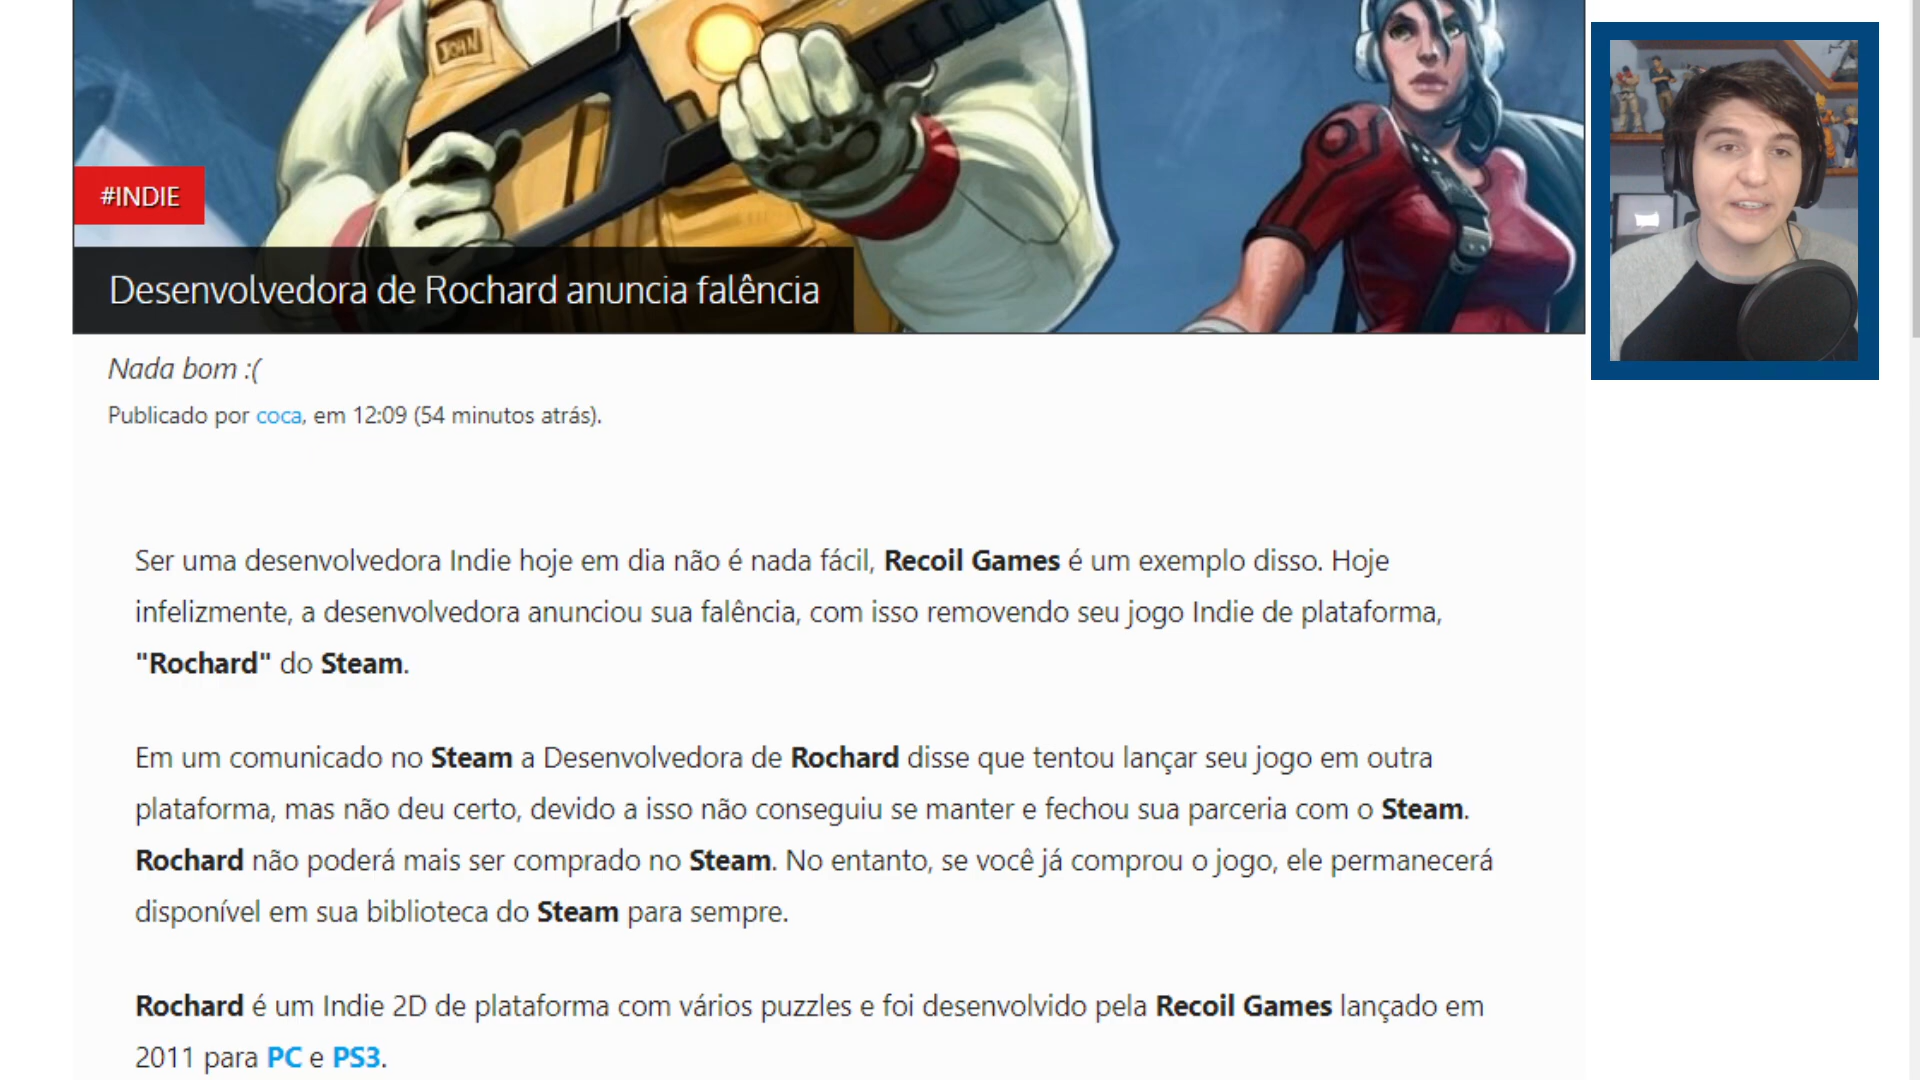 JOHN
#INDIE
Desenvolvedora de Rochard anuncia falência
Nada bom :(
Publicado por coca, em 12:09 (54 minutos atrás).
Ser uma desenvolvedora Indie hoje em dia não é nada fácil, Recoil Games é um exemplo disso. Hoje
infelizmente, a desenvolvedora anunciou sua falência, com isso removendo seu jogo Indie de plataforma,
"Rochard" do Steam.
Em um comunicado no Steam a Desenvolvedora de Rochard disse que tentou lançar seu jogo em outra
plataforma, mas não deu certo, devido a isso não conseguiu se manter e fechou sua parceria com o Steam.
Rochard não poderá mais ser comprado no Steam. No entanto, se você já comprou o jogo, ele permanecerá
disponível em sua biblioteca do Steam para sempre.
Rochard é um Indie 2D de plataforma com vários puzzles e foi desenvolvido pela Recoil Games lançado em
2011 para PC e PS3.